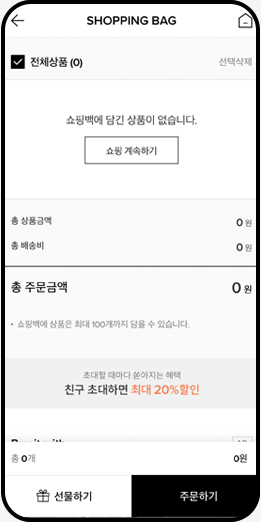 SHOPPING BAG
전체상품 (0) 선택삭제
쇼핑백에 담긴 상품이 없습니다.
쇼핑 계속하기
총 상품금액 0 원
총 배송비 0 원
총 주문금액 0 원
• 쇼핑백에 상품은 최대 100개까지 담을 수 있습니다.
초대할 때마다 쏟아지는 혜택
친구 초대하면 최대 20%할인
총 0개 0원
선물하기 주문하기